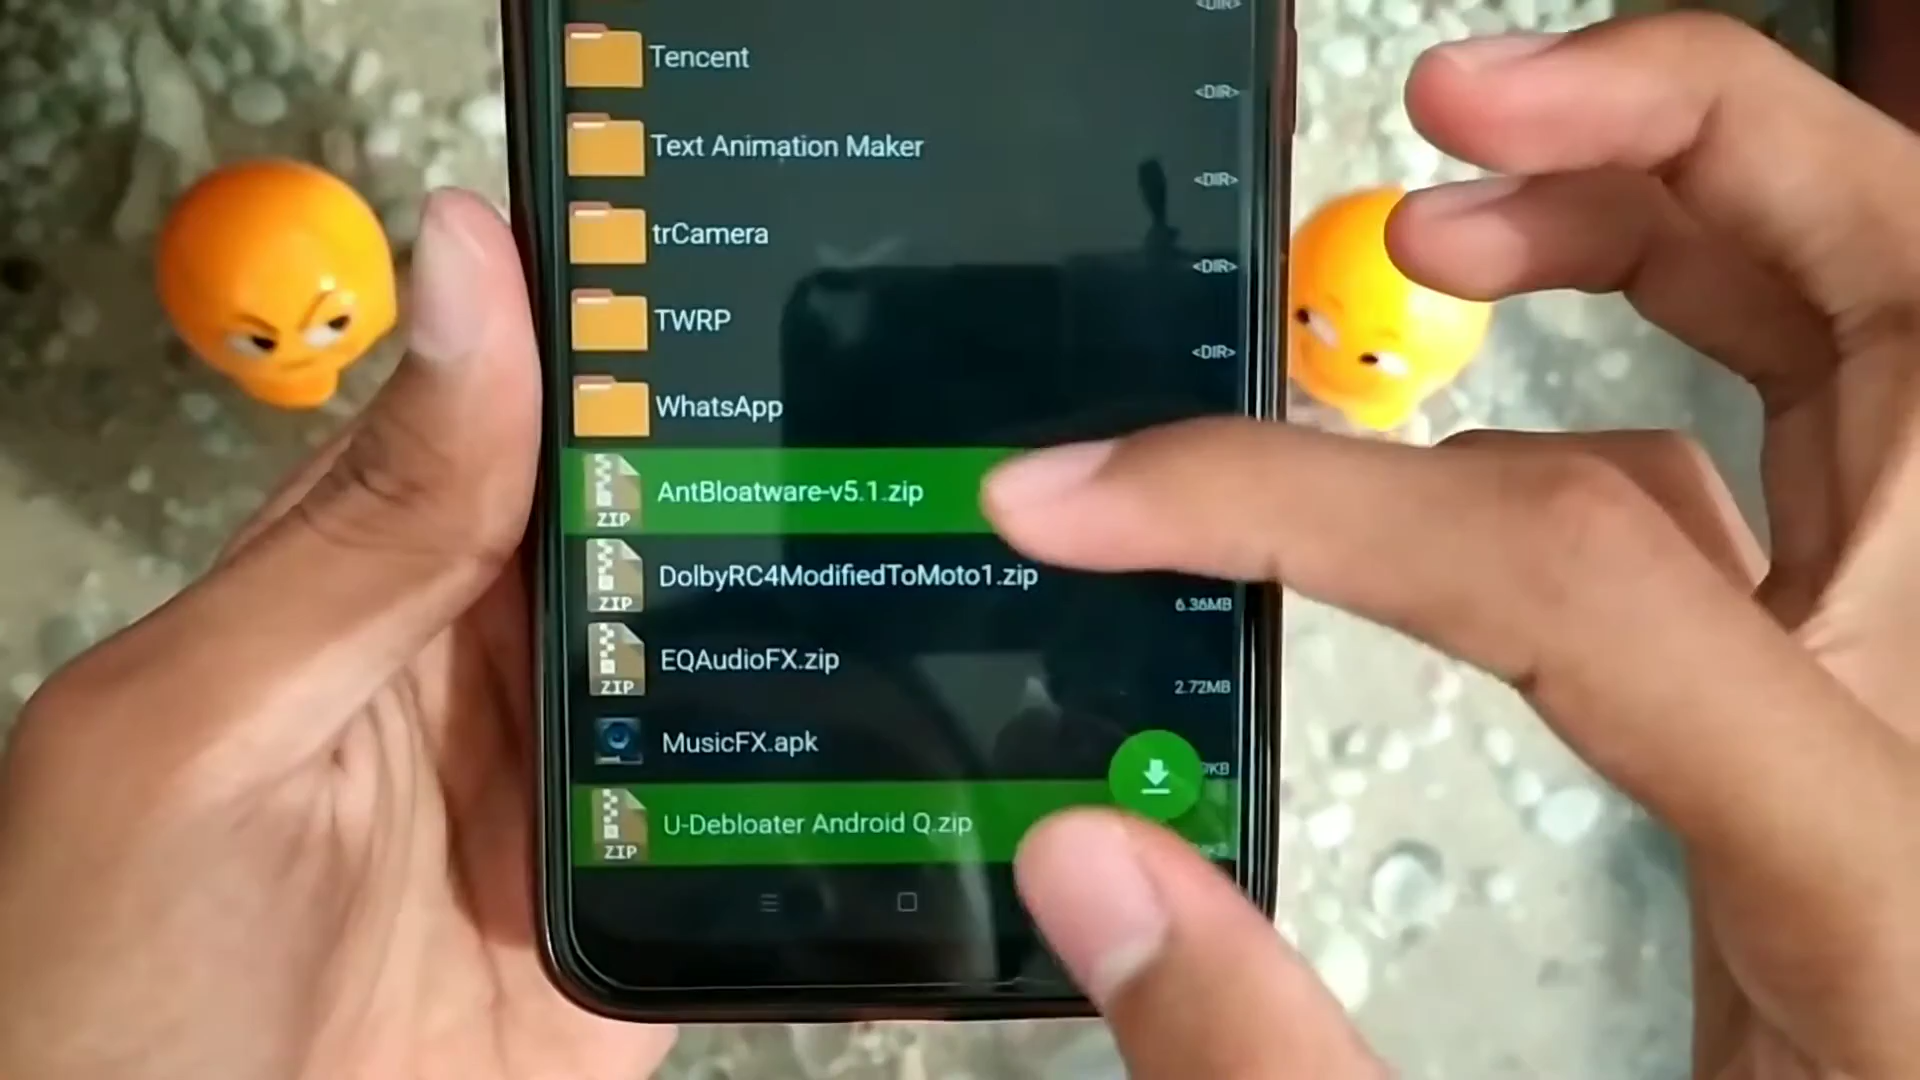 <DIR>
Tencent
<DIR>
Text Animation Maker
<DIR>
trCamera
<DIR>
TWRP
<DIR>
WhatsApp
ZIP AntBloatware-v5.1.zip
ZIP DolbyRC4ModifiedToMoto1.zip
6.36MB
ZIP EQAudioFX.zip
2.72MB
MusicFX.apk
KB
ZIP U-Debloater Android Q.zip